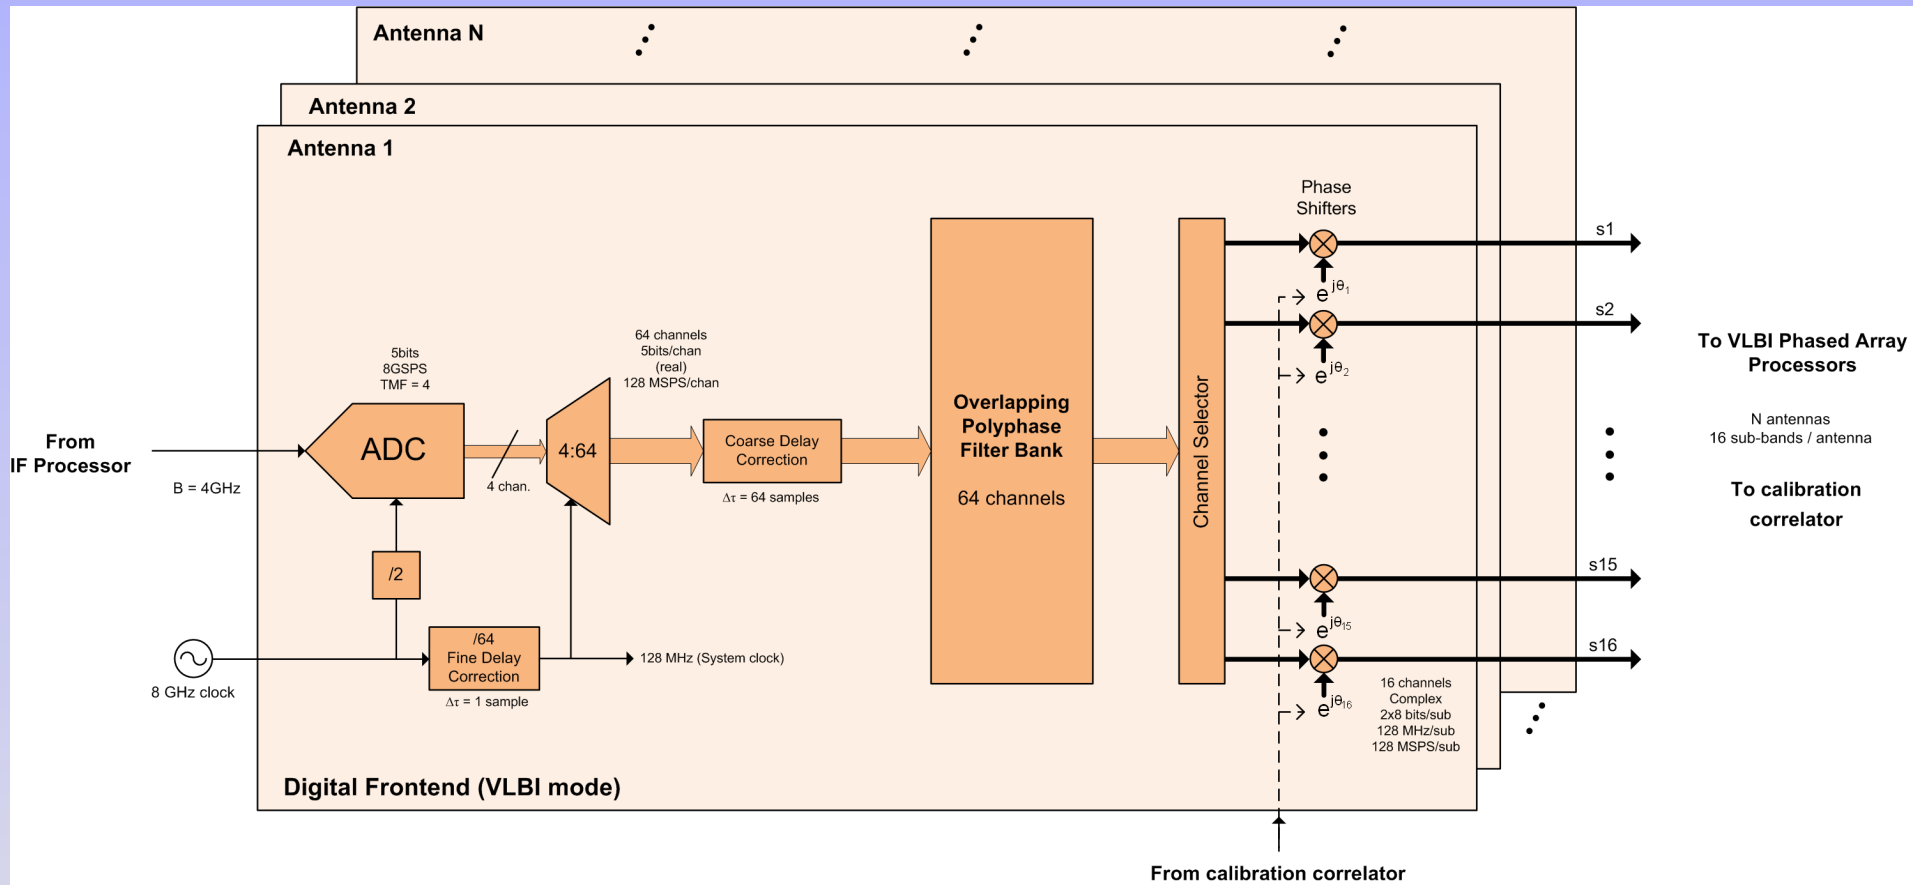 Antenna N
Antenna 2
Antenna 1
Phase
Shifters
s1
e^jθ1
s2
e^jθ2
64 channels
5bits/chan
(real)
128 MSPS/chan
5bits
8GSPS
TMF = 4
From
IF Processor
B = 4GHz
ADC
4 chan.
4:64
Coarse Delay
Correction
Δτ = 64 samples
Overlapping
Polyphase
Filter Bank
64 channels
Channel Selector
To VLBI Phased Array
Processors
N antennas
16 sub-bands / antenna
To calibration
correlator
/2
8 GHz clock
/64
Fine Delay
Correction
Δτ = 1 sample
128 MHz (System clock)
s15
e^jθ15
s16
e^jθ16
16 channels
Complex
2x8 bits/sub
128 MHz/sub
128 MSPS/sub
Digital Frontend (VLBI mode)
From calibration correlator